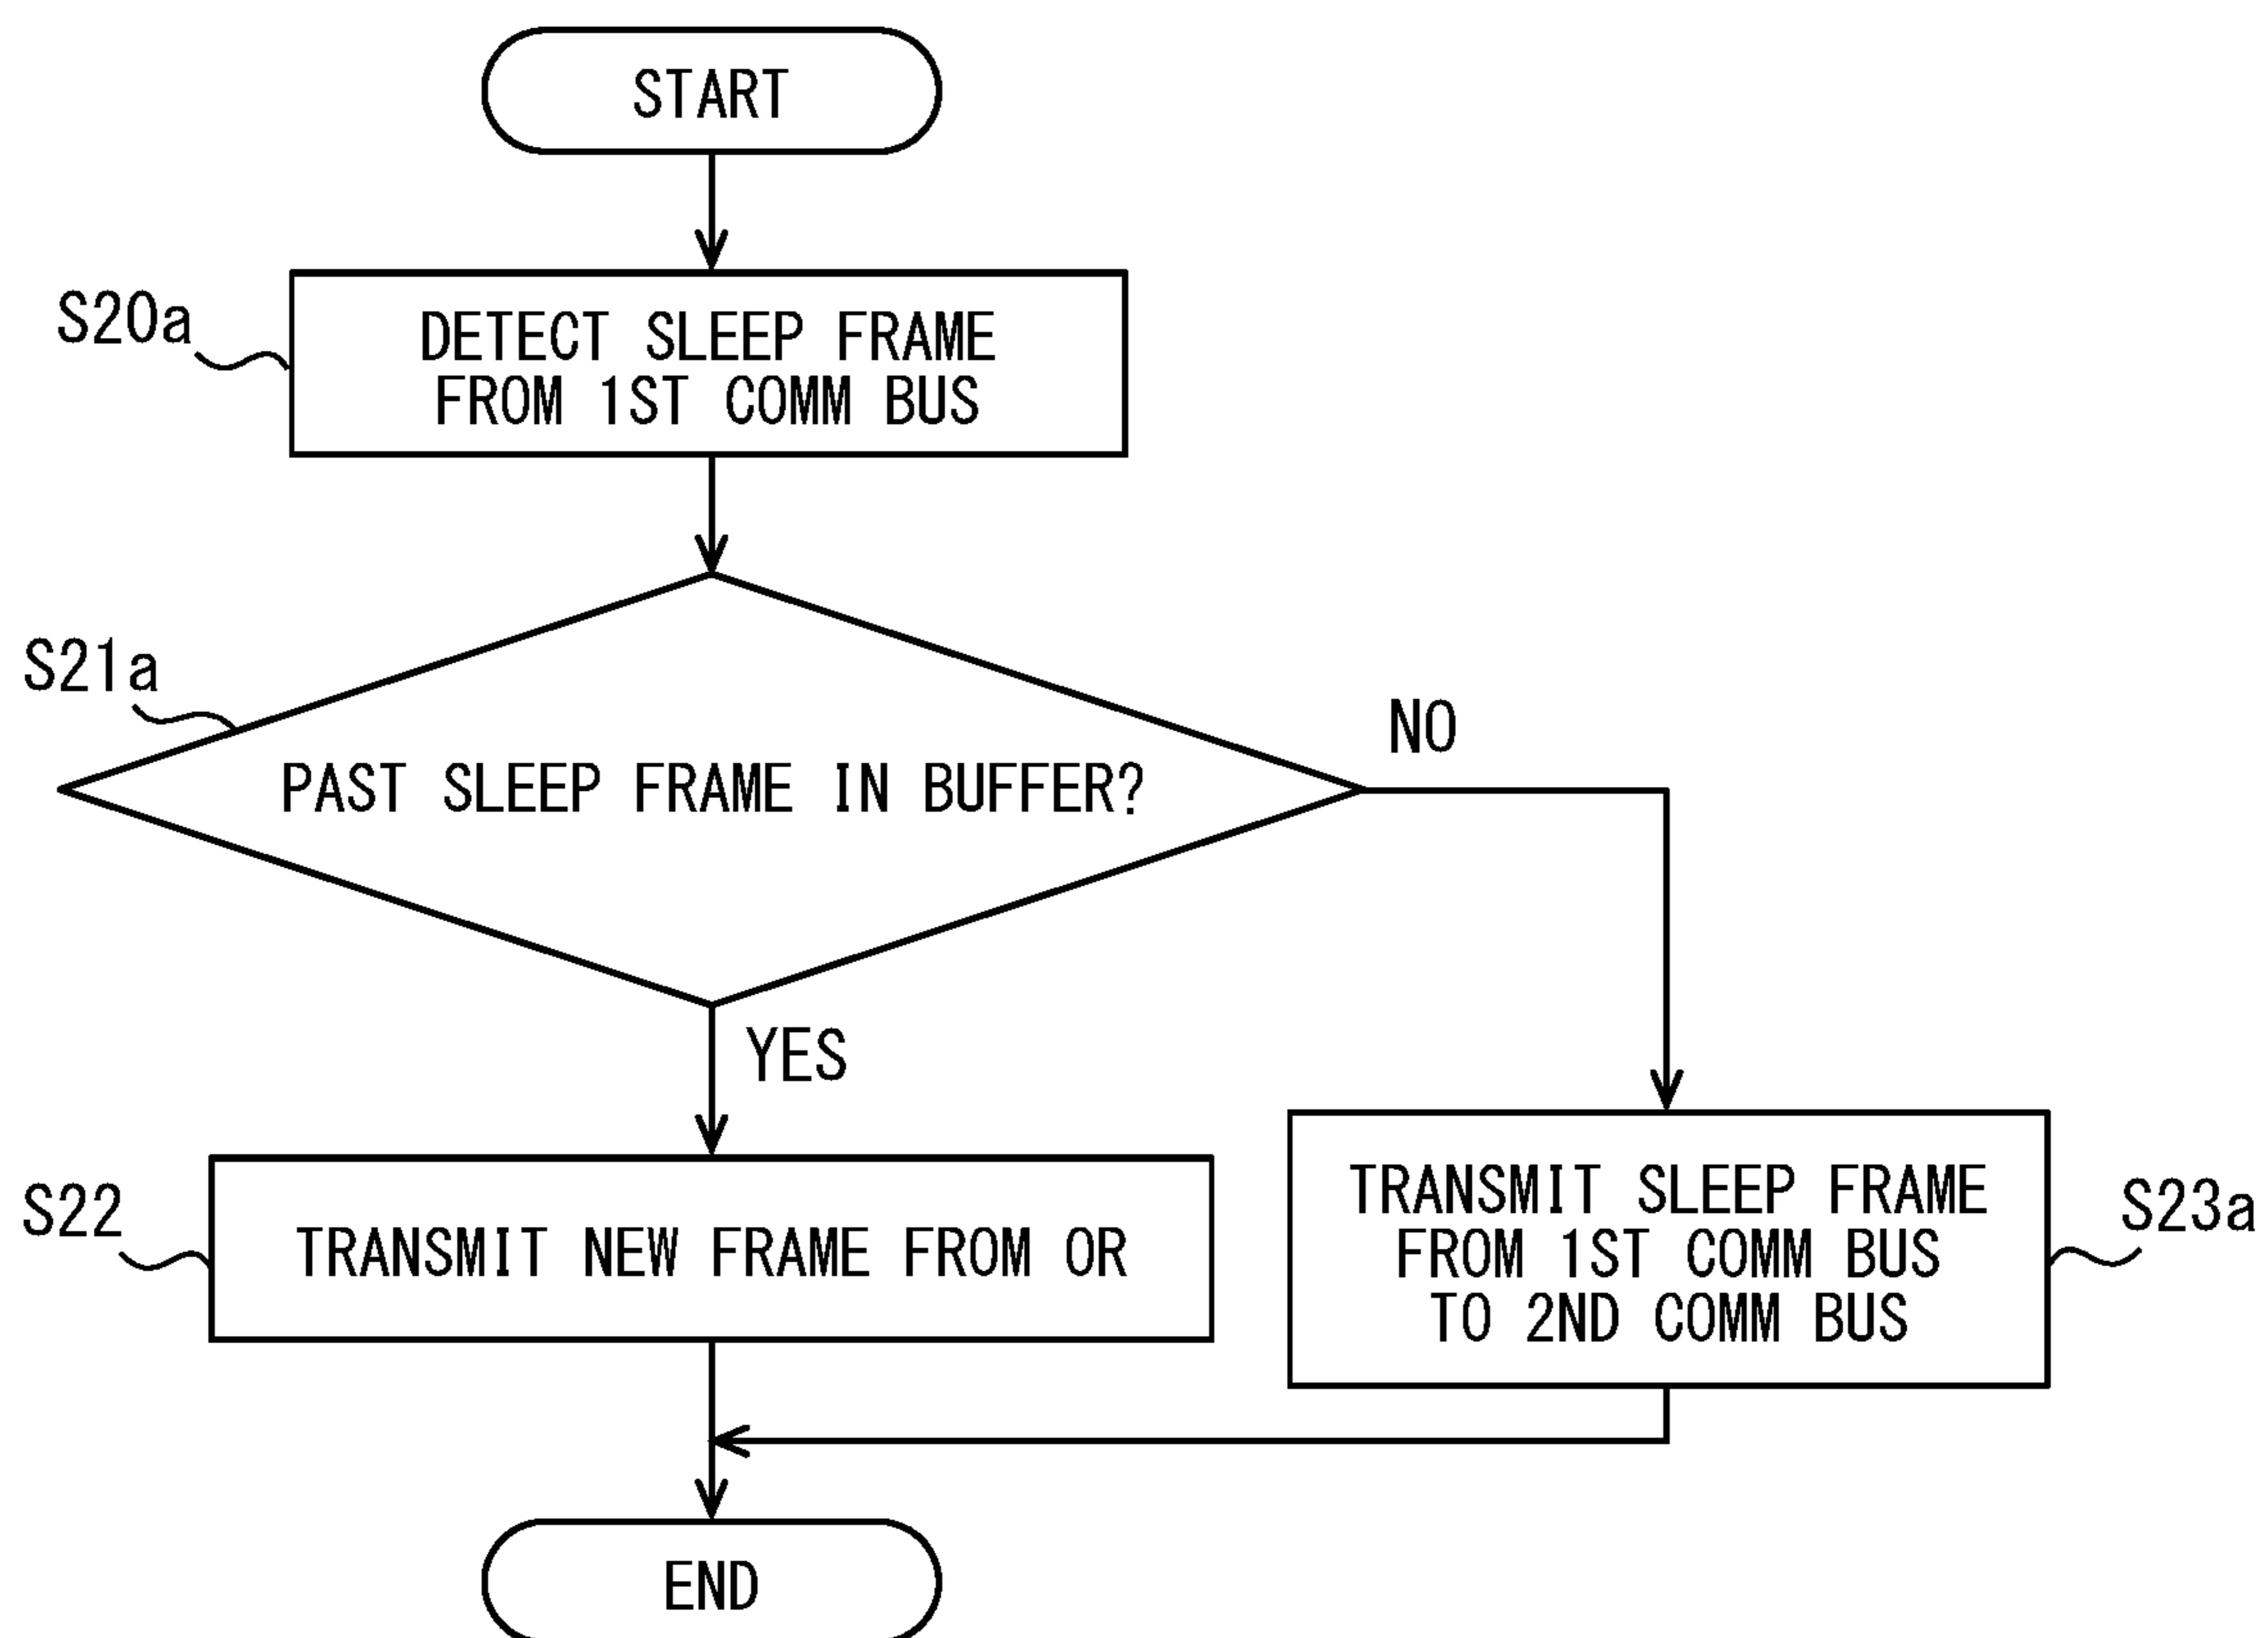 START
S20a
DETECT SLEEP FRAME
FROM 1ST COMM BUS
S21a
PAST SLEEP FRAME IN BUFFER?
NO
YES
S22
TRANSMIT NEW FRAME FROM OR
TRANSMIT SLEEP FRAME
FROM 1ST COMM BUS
TO 2ND COMM BUS
S23a
END